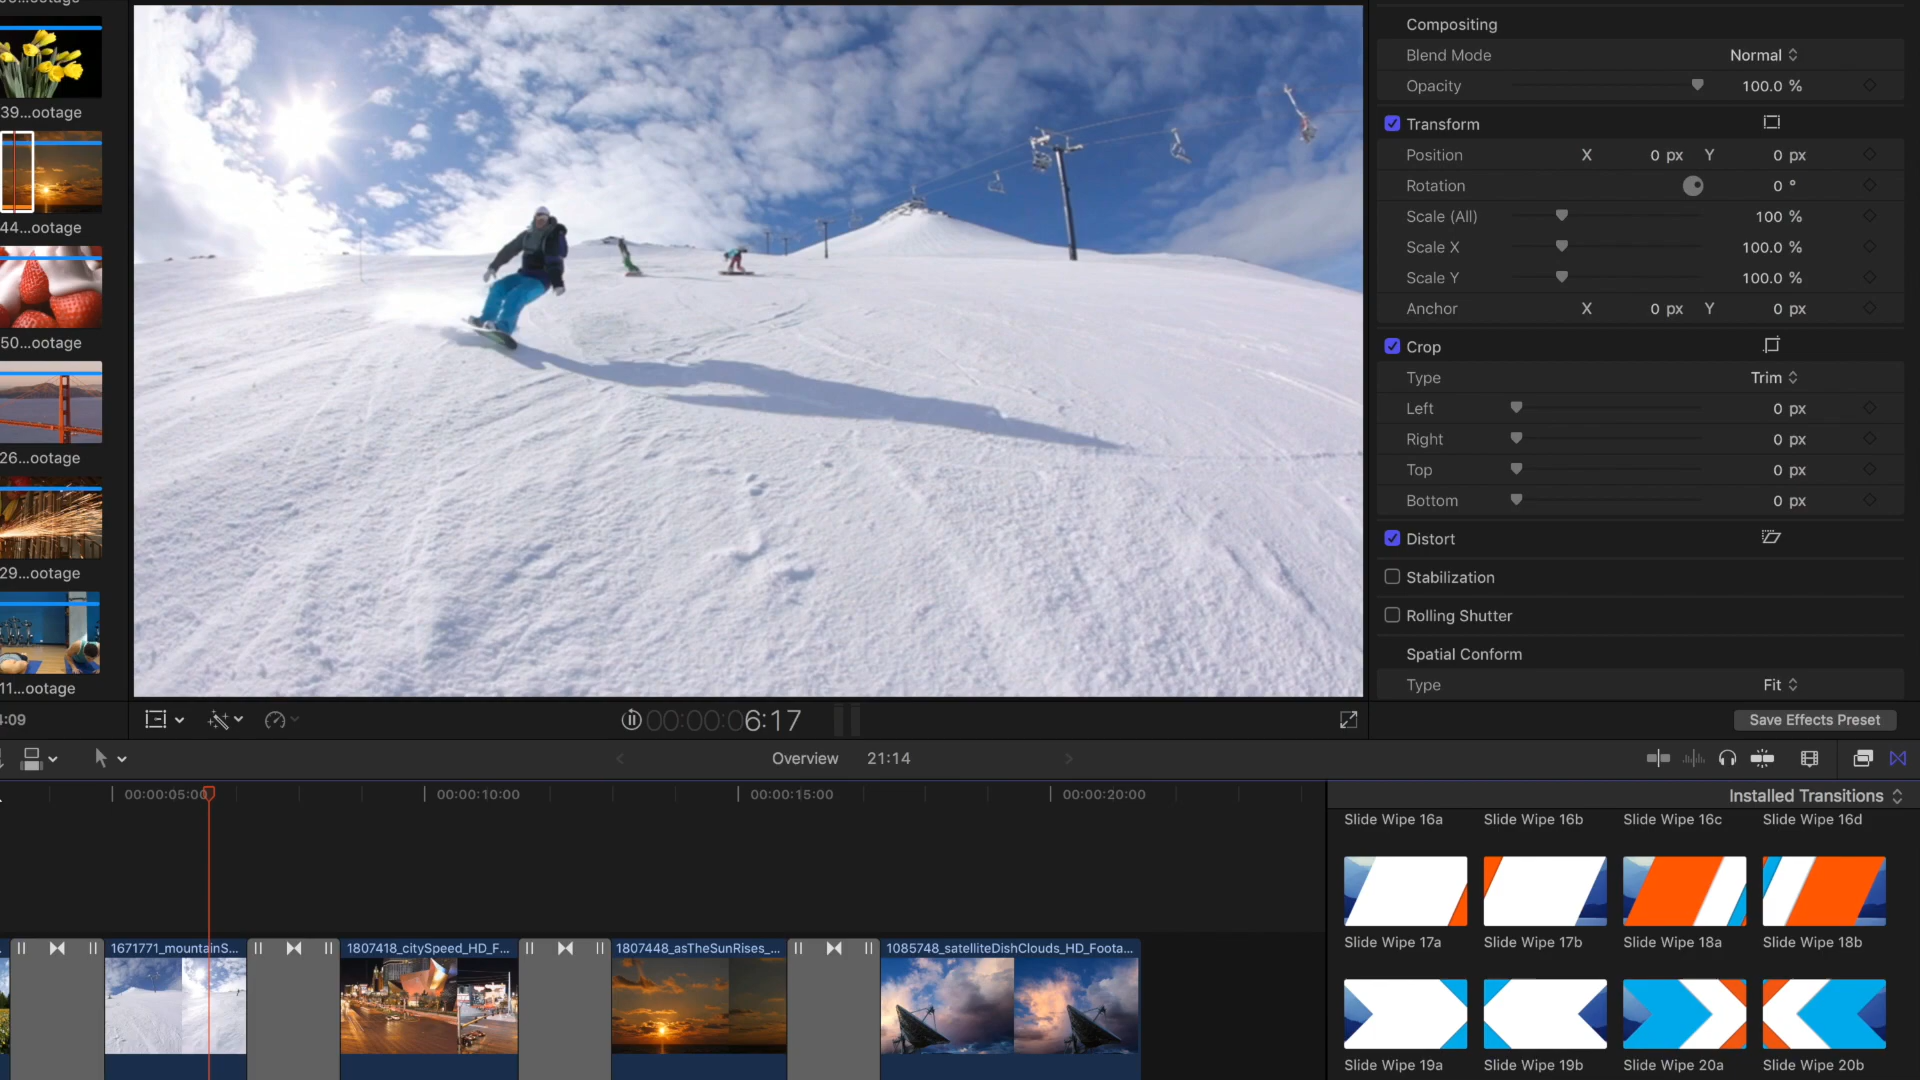 39...ootage
44...ootage
50...ootage
26...ootage
29...ootage
11...ootage
:09
Compositing
Blend Mode Normal
Opacity 100.0 %
Transform
Position X 0 px Y 0 px
Rotation 0 °
Scale (All) 100 %
Scale X 100.0 %
Scale Y 100.0 %
Anchor X 0 px Y 0 px
Crop
Type Trim
Left 0 px
Right 0 px
Top 0 px
Bottom 0 px
Distort
Stabilization
Rolling Shutter
Spatial Conform
Type Fit
00:00:06:17
Save Effects Preset
Overview 21:14
00:00:05:00 00:00:10:00 00:00:15:00 00:00:20:00
Installed Transitions
Slide Wipe 16a Slide Wipe 16b Slide Wipe 16c Slide Wipe 16d
Slide Wipe 17a Slide Wipe 17b Slide Wipe 18a Slide Wipe 18b
Slide Wipe 19a Slide Wipe 19b Slide Wipe 20a Slide Wipe 20b
1671771_mountainS... 1807418_citySpeed_HD_F... 1807448_asTheSunRises_... 1085748_satelliteDishClouds_HD_Foota...